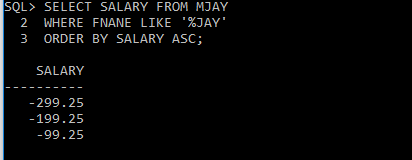 SQL> SELECT SALARY FROM MJAY
2 WHERE FNANE LIKE '%JAY'
3 ORDER BY SALARY ASC;
SALARY
----------
-299.25
-199.25
-99.25